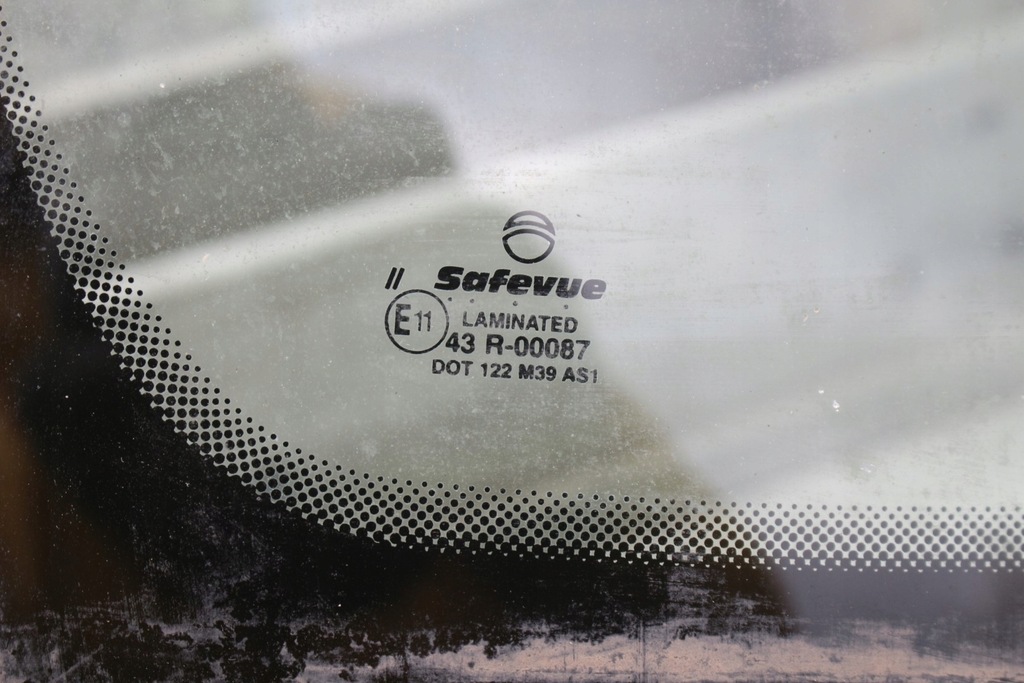 // Safevue
E11 LAMINATED
43 R-00087
DOT 122 M39 AS1